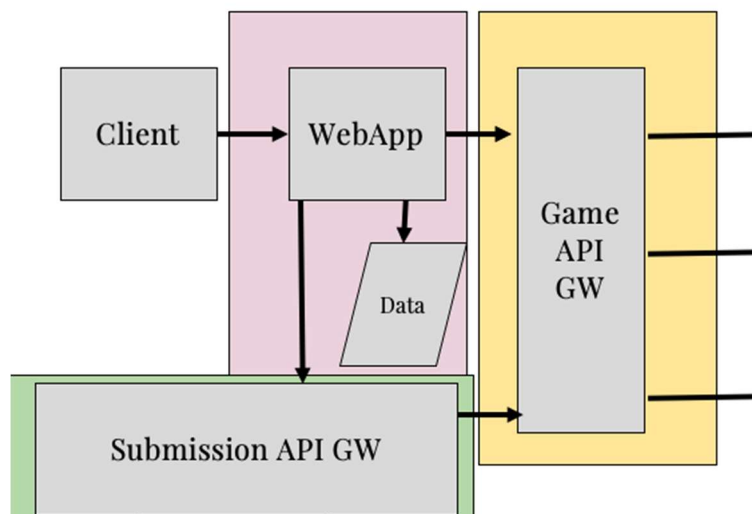 Client
WebApp
Game
API
GW
Data
Submission API GW